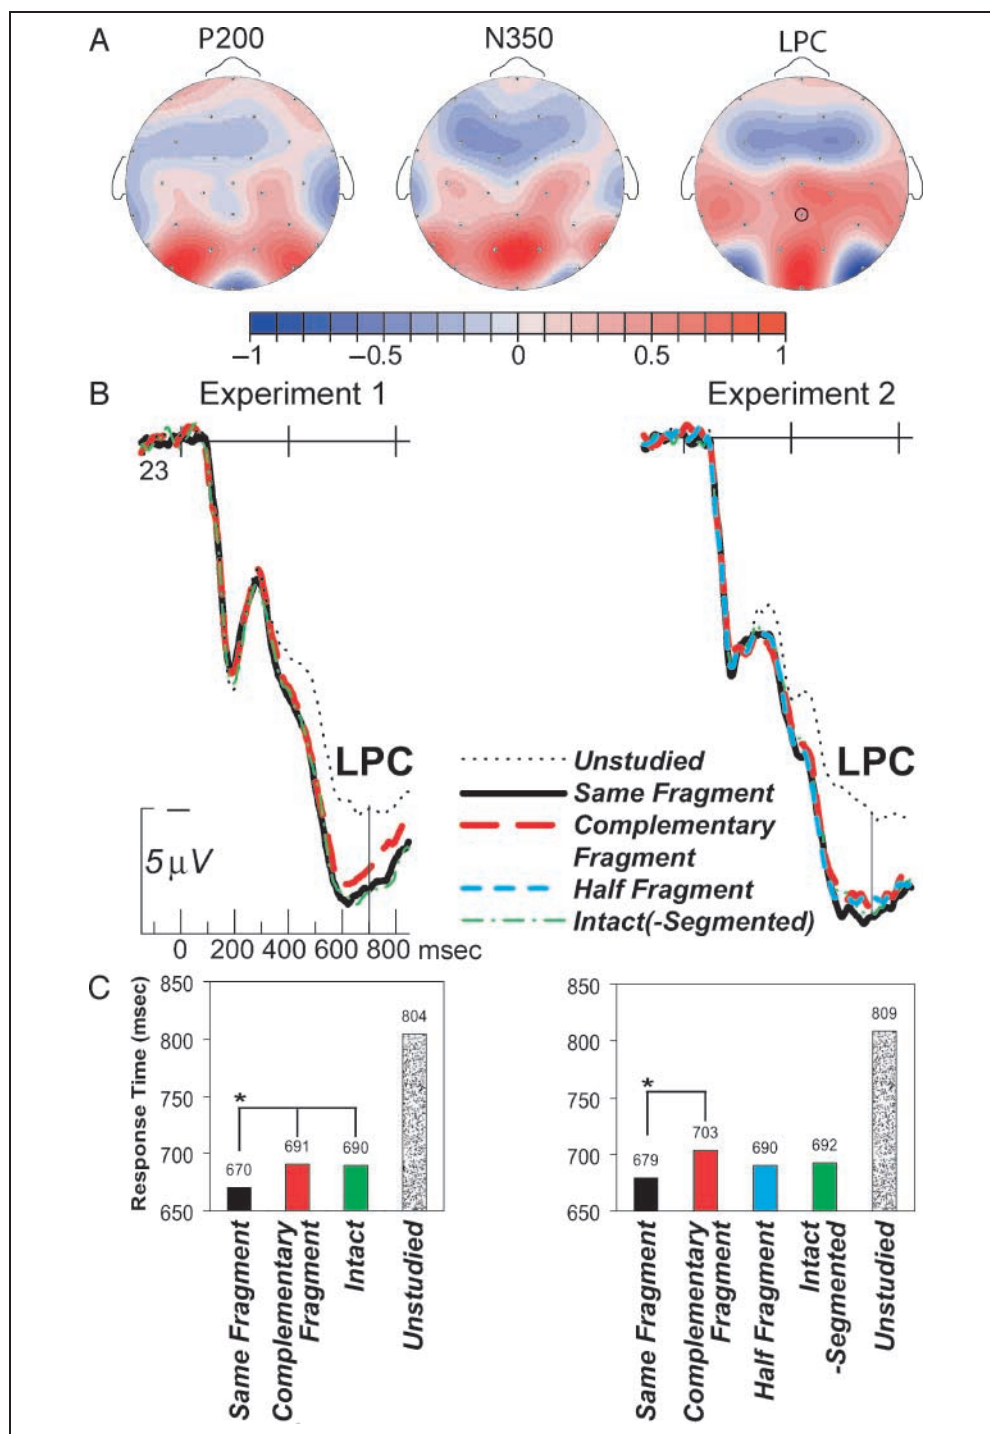 A
P200
N350
LPC
−1
−0.5
0
0.5
1
B
Experiment 1
Experiment 2
23
LPC
LPC
5 μV
0 200 400 600 800 msec
Unstudied
Same Fragment
Complementary
Fragment
Half Fragment
Intact(-Segmented)
C
Response Time (msec)
850
800
750
700
650
*
670
691
690
804
Same Fragment
Complementary
Fragment
Intact
Unstudied
850
800
750
700
650
*
679
703
690
692
809
Same Fragment
Complementary
Fragment
Half Fragment
Intact
-Segmented
Unstudied